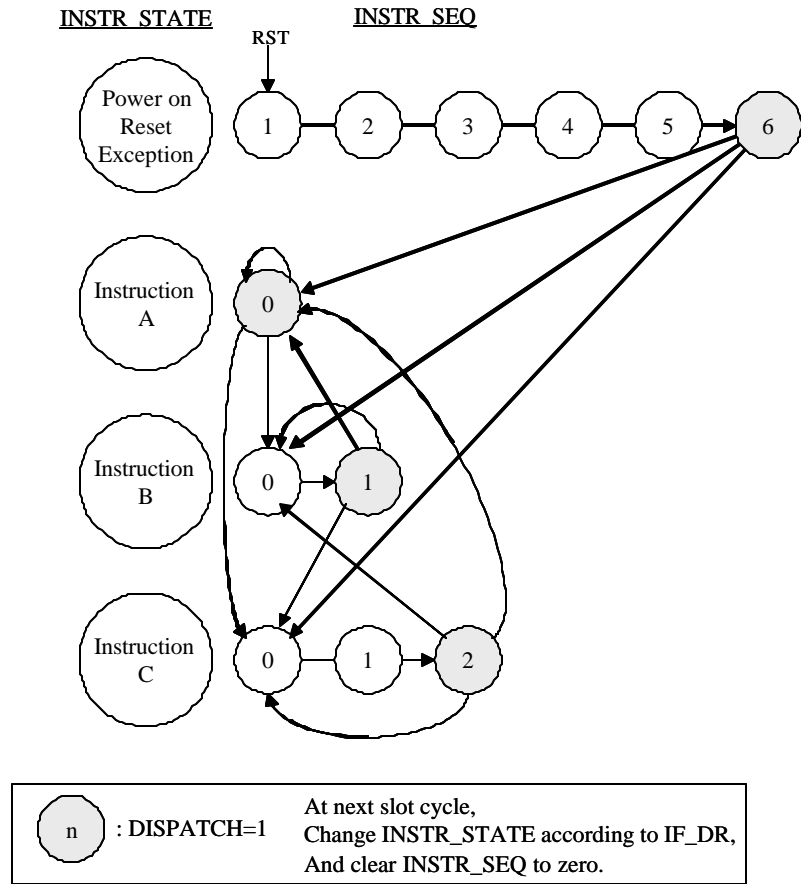 INSTR_STATE
INSTR_SEQ
RST
Power on
Reset
Exception
1
2
3
4
5
6
Instruction
A
0
Instruction
B
0
1
Instruction
C
0
1
2
n
: DISPATCH=1
At next slot cycle,
Change INSTR_STATE according to IF_DR,
And clear INSTR_SEQ to zero.